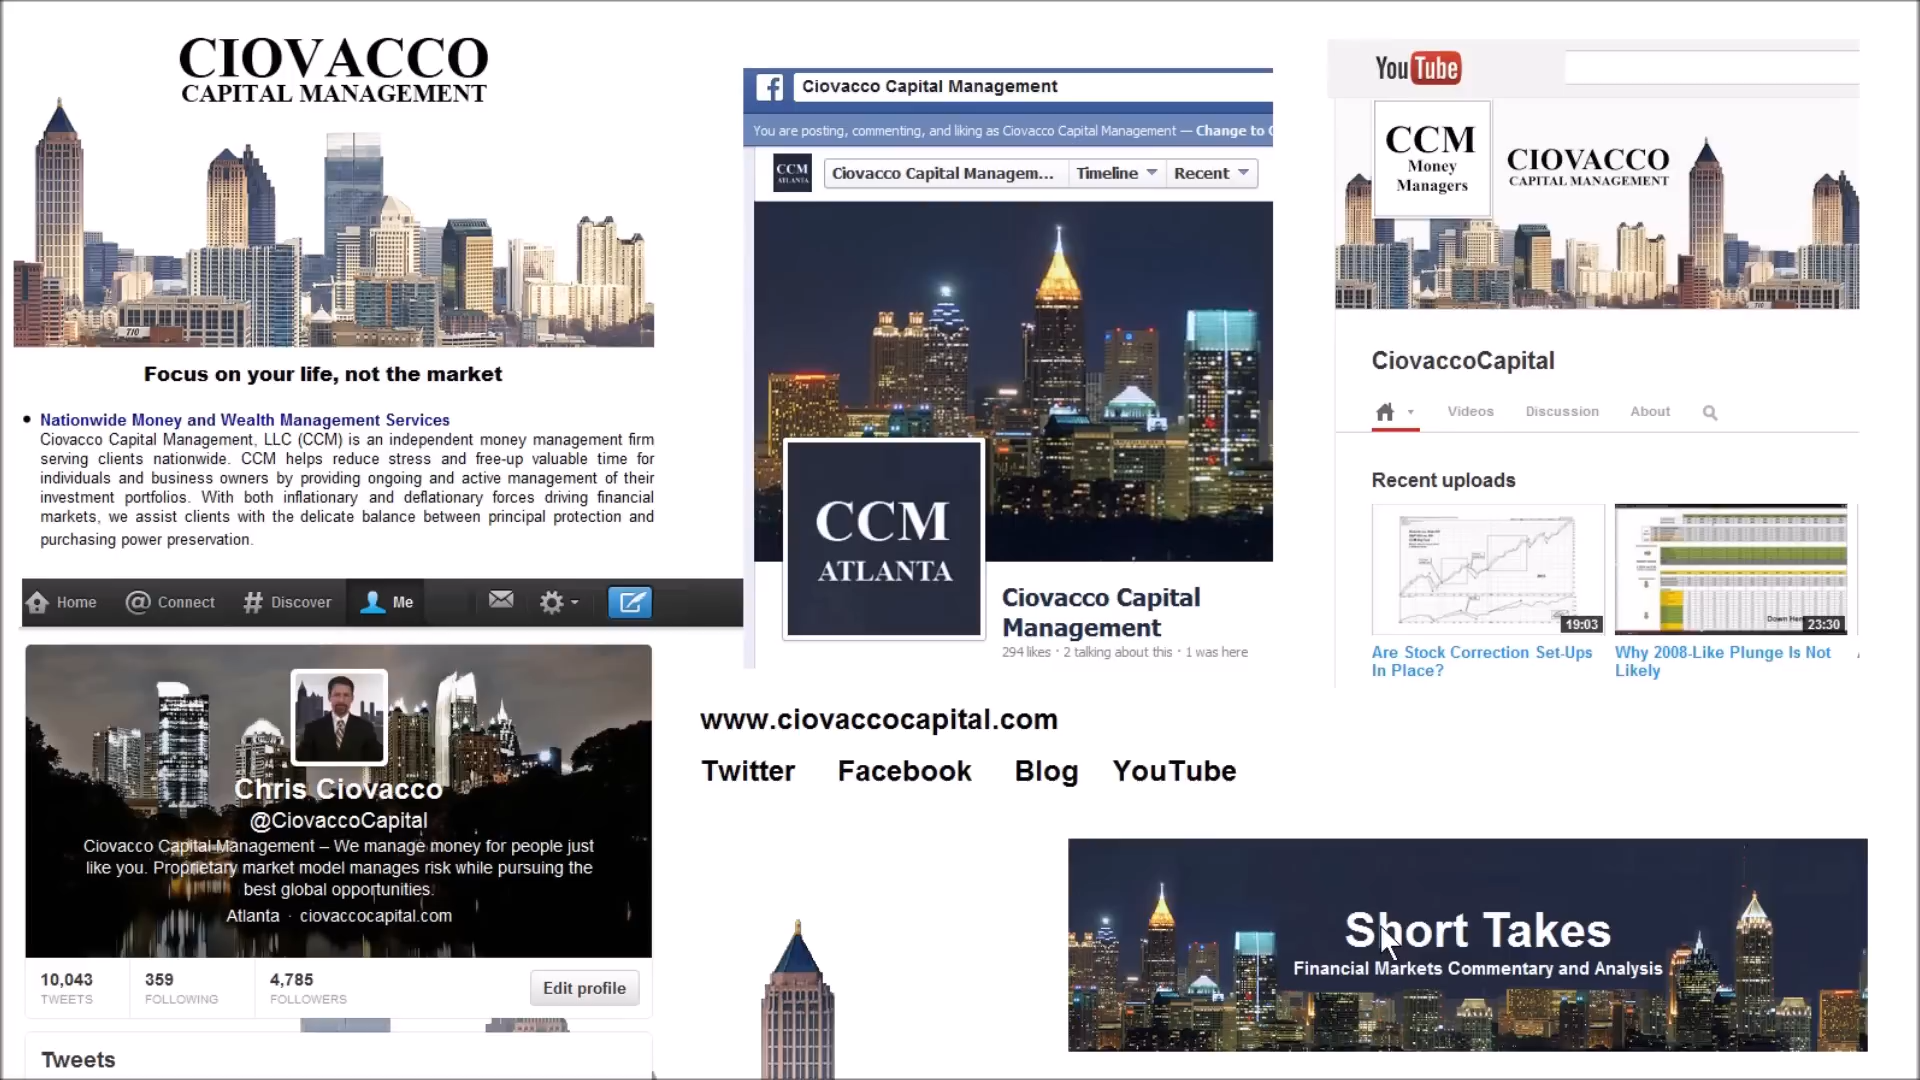 CIOVACCO
CAPITAL MANAGEMENT
TIO
Focus on your life, not the market
• Nationwide Money and Wealth Management Services
Ciovacco Capital Management, LLC (CCM) is an independent money management firm
serving clients nationwide. CCM helps reduce stress and free-up valuable time for
individuals and business owners by providing ongoing and active management of their
investment portfolios. With both inflationary and deflationary forces driving financial
markets, we assist clients with the delicate balance between principal protection and
purchasing power preservation.
Home Connect Discover Me
Chris Ciovacco
@CiovaccoCapital
Ciovacco Capital Management – We manage money for people just
like you. Proprietary market model manages risk while pursuing the
best global opportunities.
Atlanta · ciovaccocapital.com
10,043 359 4,785
TWEETS FOLLOWING FOLLOWERS
Edit profile
Tweets
Ciovacco Capital Management
You are posting, commenting, and liking as Ciovacco Capital Management — Change to
CCM
ATLANTA
Ciovacco Capital Managem... Timeline Recent
CCM
ATLANTA
Ciovacco Capital
Management
294 likes · 2 talking about this · 1 was here
www.ciovaccocapital.com
Twitter Facebook Blog YouTube
YouTube
CCM
Money
Managers
CIOVACCO
CAPITAL MANAGEMENT
TIO
CiovaccoCapital
Videos Discussion About
Recent uploads
19:03
Down
23:30
Are Stock Correction Set-Ups
In Place?
Why 2008-Like Plunge Is Not
Likely
Short Takes
Financial Markets Commentary and Analysis